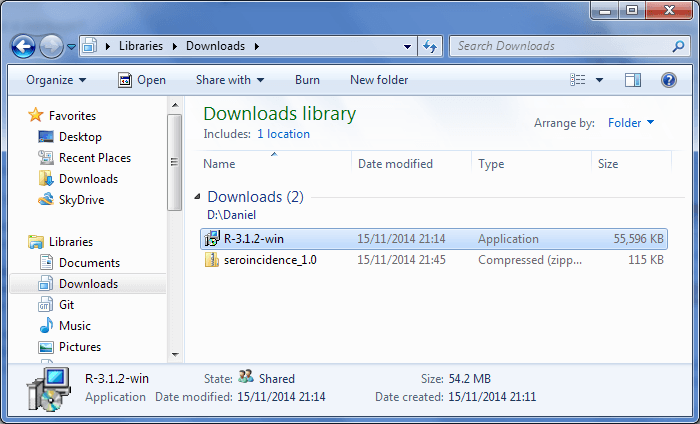 Libraries Downloads
Search Downloads
Organize Open Share with Burn New folder
Favorites
Desktop
Recent Places
Downloads
SkyDrive
Libraries
Documents
Downloads
Git
Music
Pictures
Downloads library
Includes: 1 location
Arrange by: Folder
Name Date modified Type Size
Downloads (2)
D:\Daniel
R-3.1.2-win 15/11/2014 21:14 Application 55,596 KB
seroincidence_1.0 15/11/2014 21:45 Compressed (zipp... 115 KB
R-3.1.2-win State: Shared Size: 54.2 MB
Application Date modified: 15/11/2014 21:14 Date created: 15/11/2014 21:11